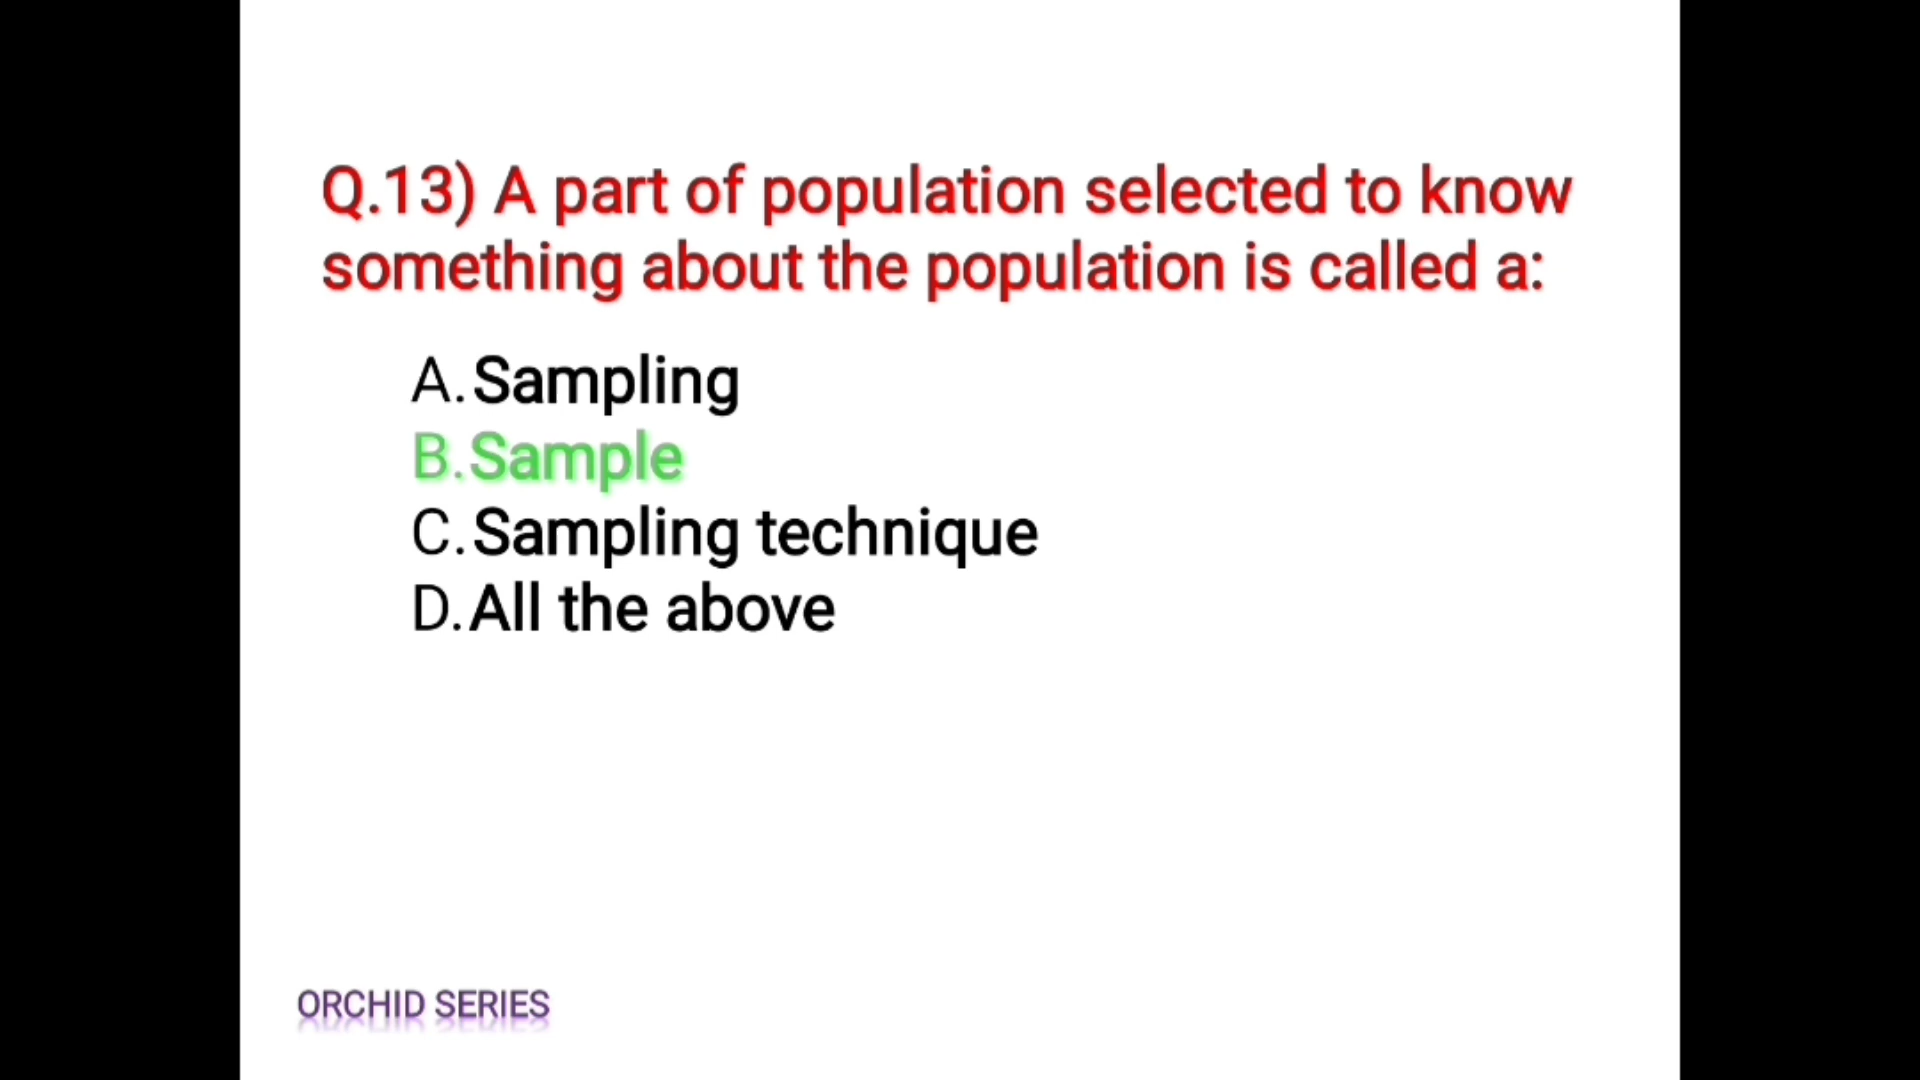 Q.13) A part of population selected to know
something about the population is called a:
A. Sampling
B. Sample
C. Sampling technique
D. All the above
ORCHID SERIES